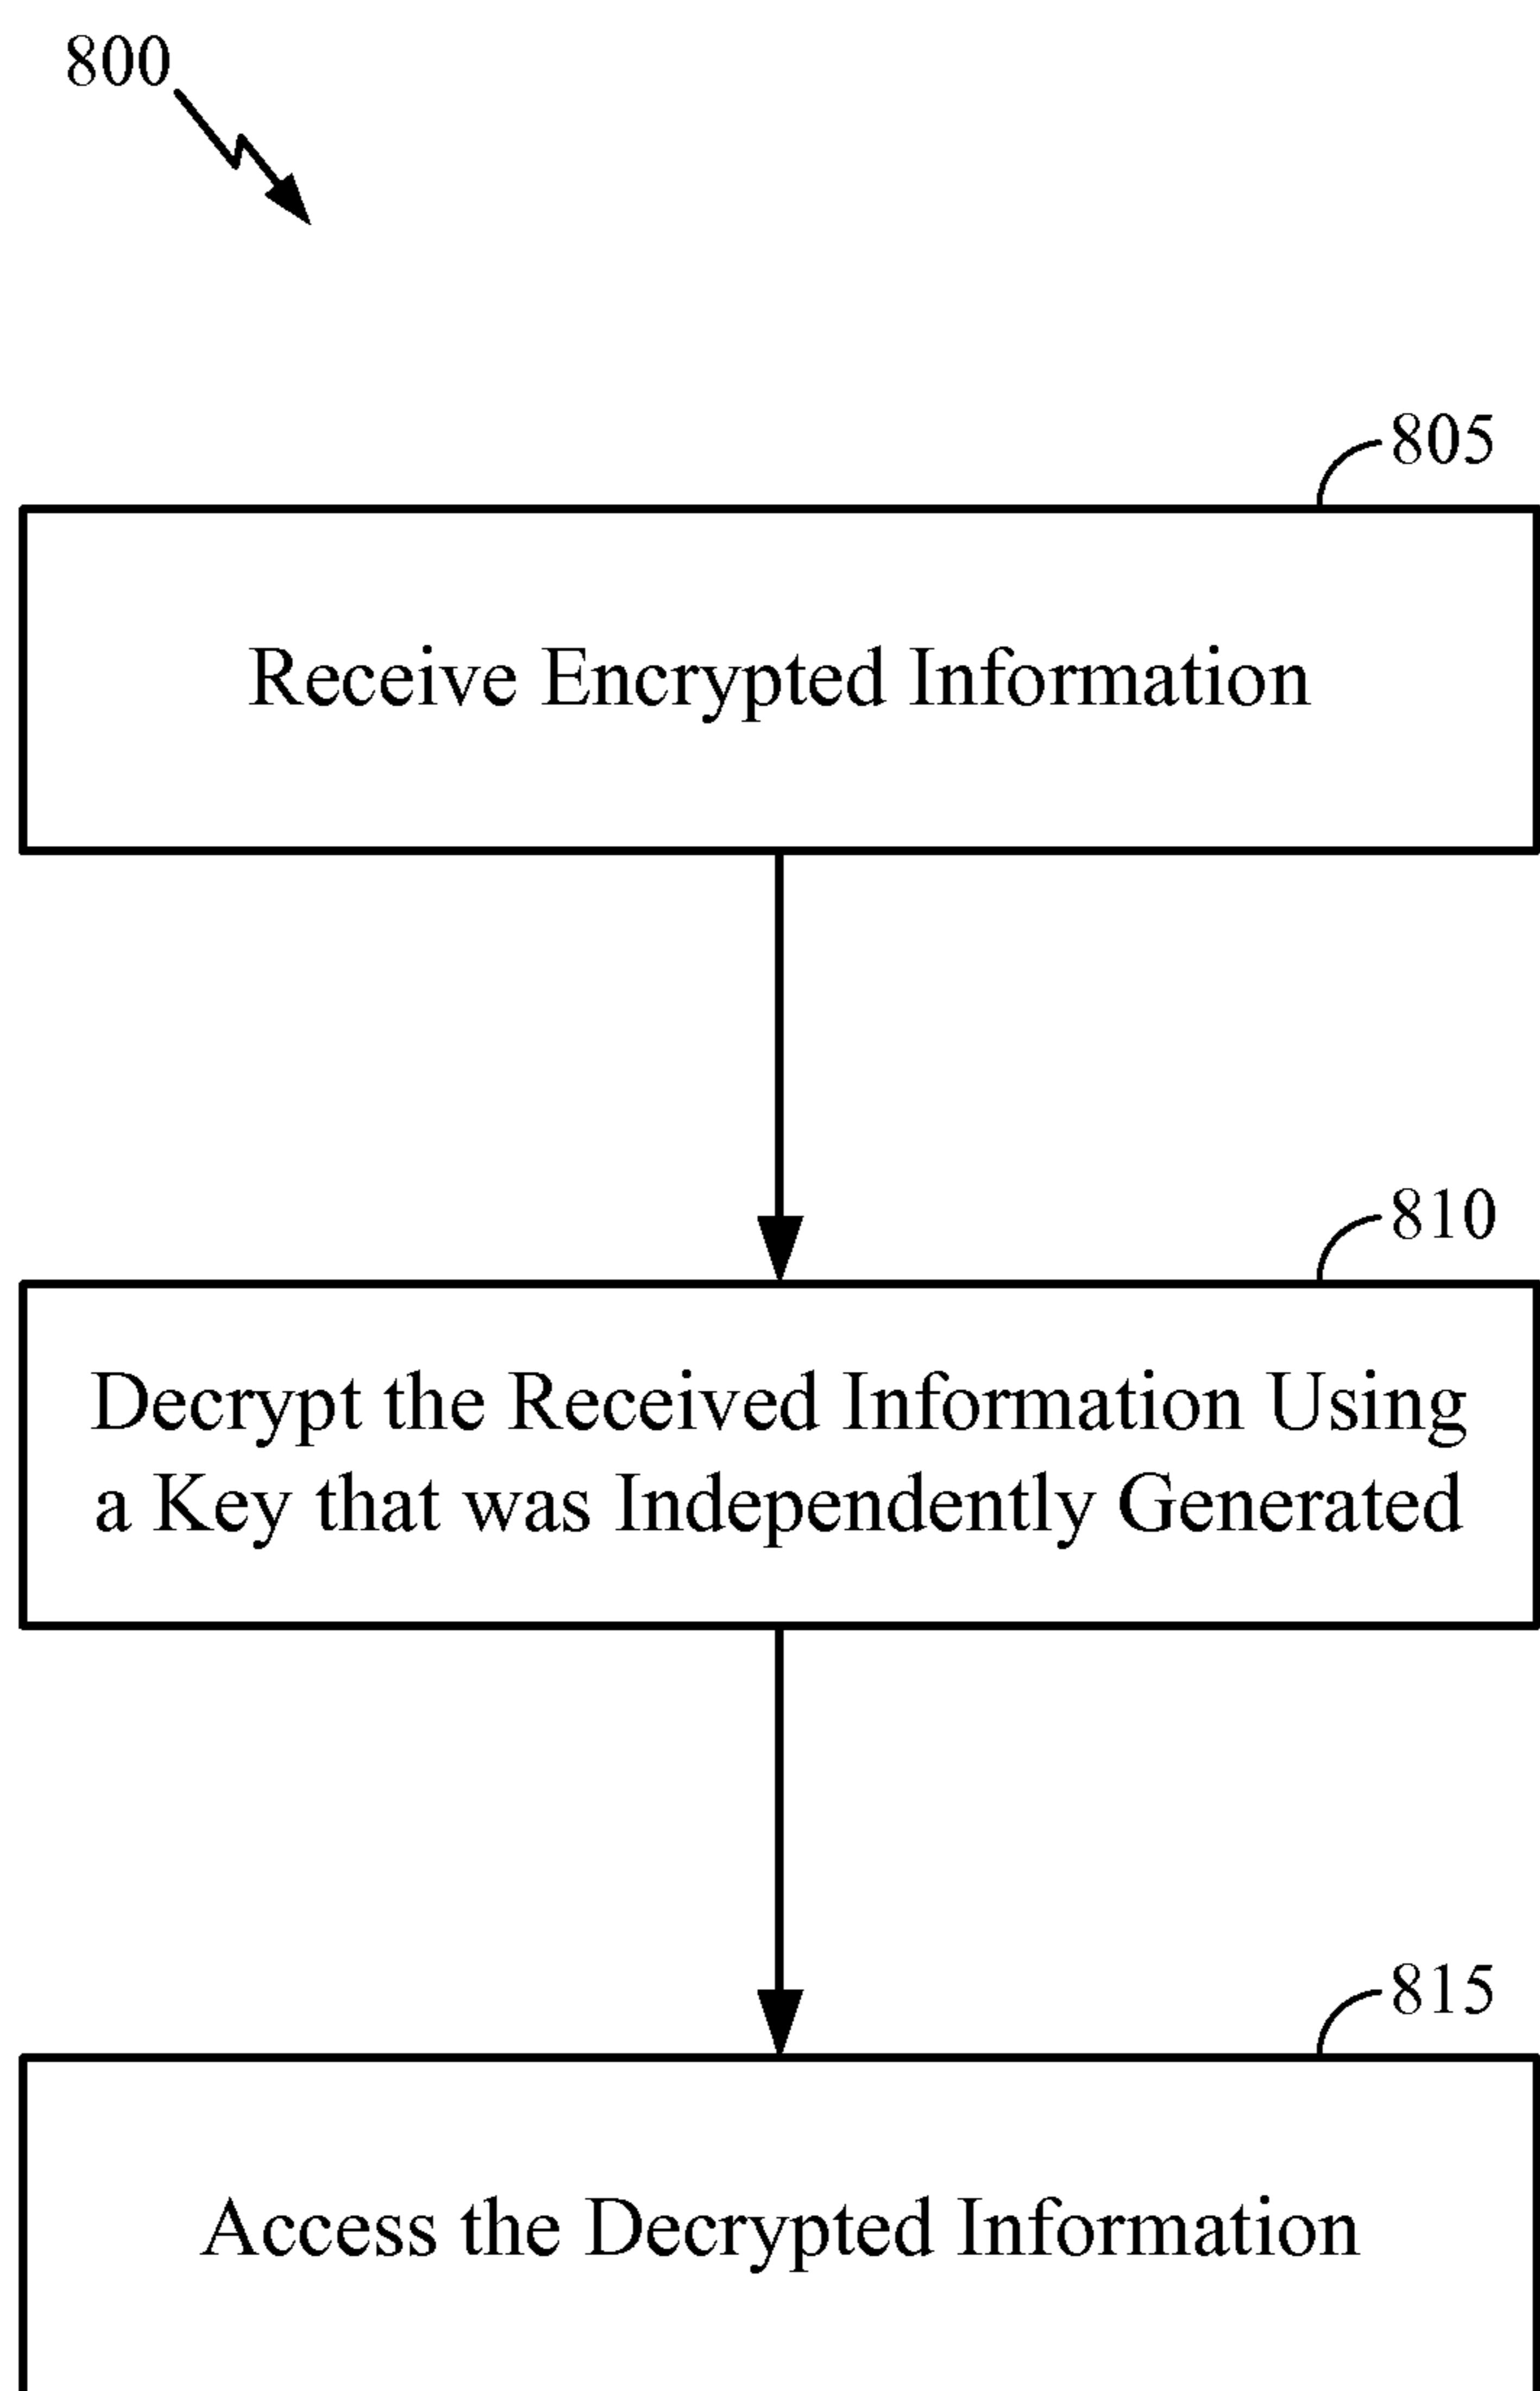 800
805
Receive Encrypted Information
810
Decrypt the Received Information Using
a Key that was Independently Generated
815
Access the Decrypted Information